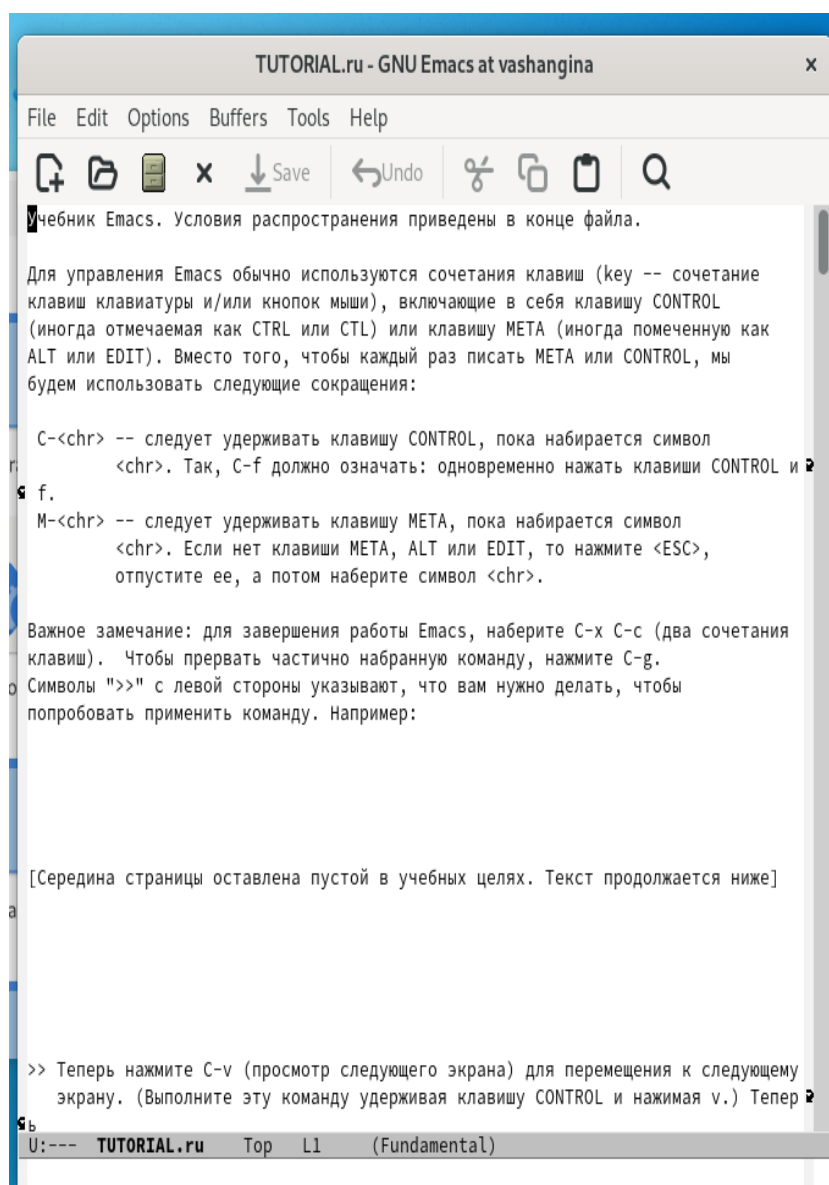 TUTORIAL.ru - GNU Emacs at vashangina x
File Edit Options Buffers Tools Help
Save Undo
Учебник Emacs. Условия распространения приведены в конце файла.
Для управления Emacs обычно используются сочетания клавиш (key -- сочетание
клавиш клавиатуры и/или кнопок мыши), включающие в себя клавишу CONTROL
(иногда отмечаемая как CTRL или CTL) или клавишу META (иногда помеченную как
ALT или EDIT). Вместо того, чтобы каждый раз писать META или CONTROL, мы
будем использовать следующие сокращения:
C-<chr> -- следует удерживать клавишу CONTROL, пока набирается символ
<chr>. Так, C-f должно означать: одновременно нажать клавиши CONTROL и
f.
M-<chr> -- следует удерживать клавишу META, пока набирается символ
<chr>. Если нет клавиши META, ALT или EDIT, то нажмите <ESC>,
отпустите ее, а потом наберите символ <chr>.
Важное замечание: для завершения работы Emacs, наберите C-x C-c (два сочетания
клавиш). Чтобы прервать частично набранную команду, нажмите C-g.
Символы ">>" с левой стороны указывают, что вам нужно делать, чтобы
попробовать применить команду. Например:
[Середина страницы оставлена пустой в учебных целях. Текст продолжается ниже]
>> Теперь нажмите C-v (просмотр следующего экрана) для перемещения к следующему
экрану. (Выполните эту команду удерживая клавишу CONTROL и нажимая v.) Тепер
ь
U:--- TUTORIAL.ru Top L1 (Fundamental)